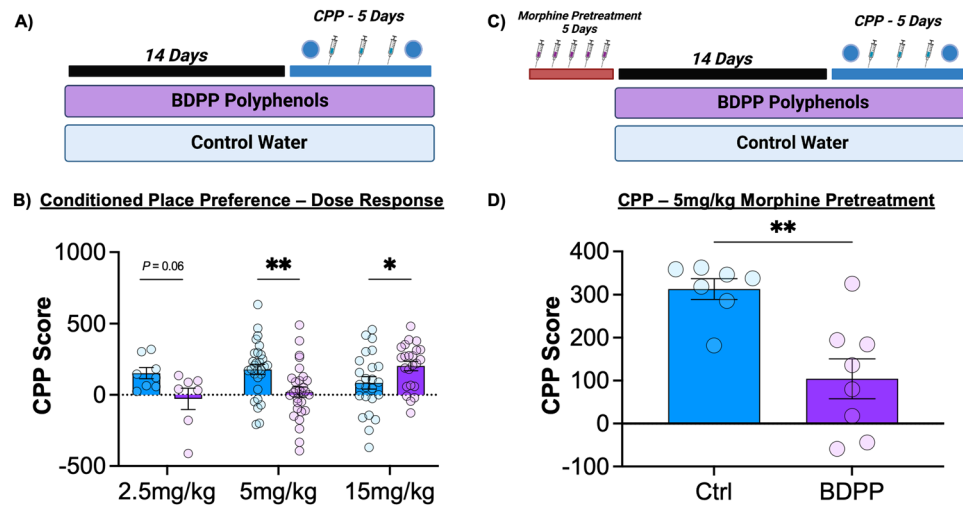 A)
CPP - 5 Days
14 Days
BDPP Polyphenols
Control Water
C)
Morphine Pretreatment
5 Days
CPP - 5 Days
14 Days
BDPP Polyphenols
Control Water
B) Conditioned Place Preference – Dose Response
1000
500
0
-500
CPP Score
P = 0.06
**
*
2.5mg/kg 5mg/kg 15mg/kg
D) CPP – 5mg/kg Morphine Pretreatment
400
300
200
100
0
-100
CPP Score
**
Ctrl BDPP